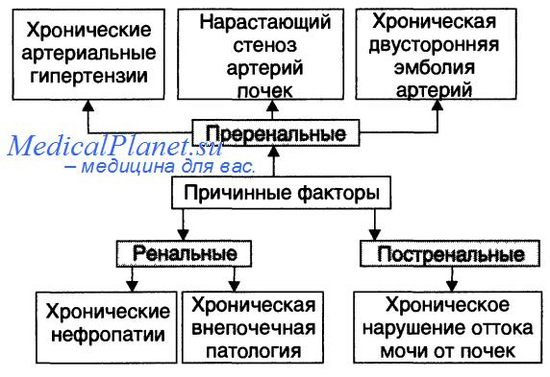 Хронические
артериальные
гипертензии
Нарастающий
стеноз
артерий
почек
Хроническая
двусторонняя
эмболия
артерий
Преренальные
MedicalPlanet.su
– медицина для вас.
Причинные факторы
Ренальные
Постренальные
Хронические
нефропатии
Хроническая
внепочечная
патология
Хроническое
нарушение оттока
мочи от почек